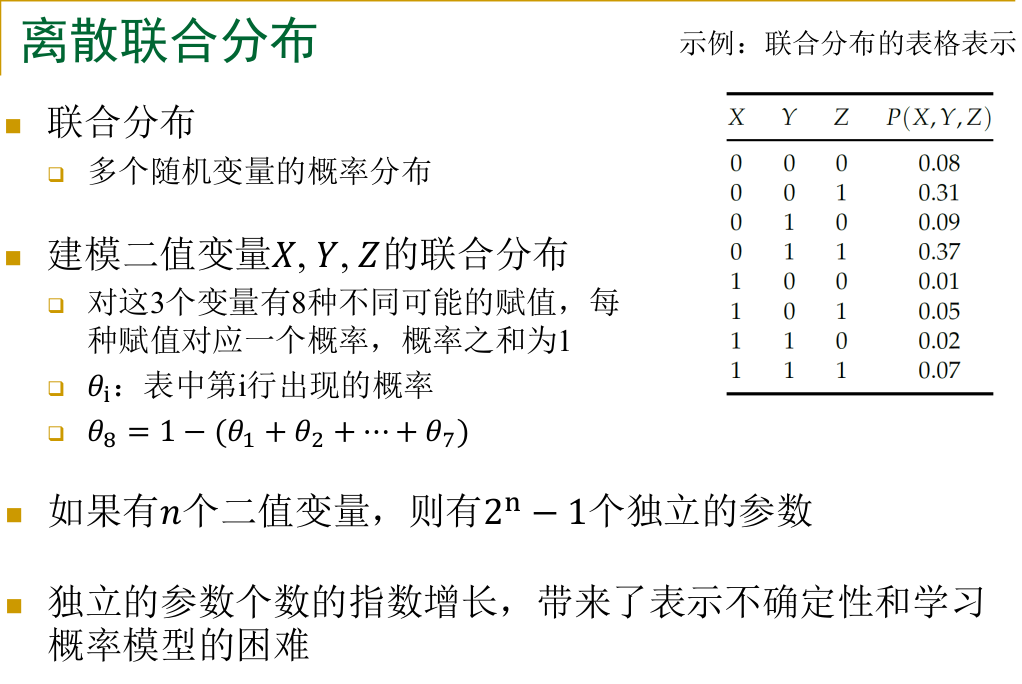 离散联合分布
示例：联合分布的表格表示
联合分布
多个随机变量的概率分布
建模二值变量X, Y, Z的联合分布
对这3个变量有8种不同可能的赋值，每
种赋值对应一个概率，概率之和为1
θi：表中第i行出现的概率
θ8 = 1 − (θ1 + θ2 + ⋯ + θ7)
如果有n个二值变量，则有2ⁿ − 1个独立的参数
独立的参数个数的指数增长，带来了表示不确定性和学习
概率模型的困难
X Y Z P(X, Y, Z)
0 0 0 0.08
0 0 1 0.31
0 1 0 0.09
0 1 1 0.37
1 0 0 0.01
1 0 1 0.05
1 1 0 0.02
1 1 1 0.07